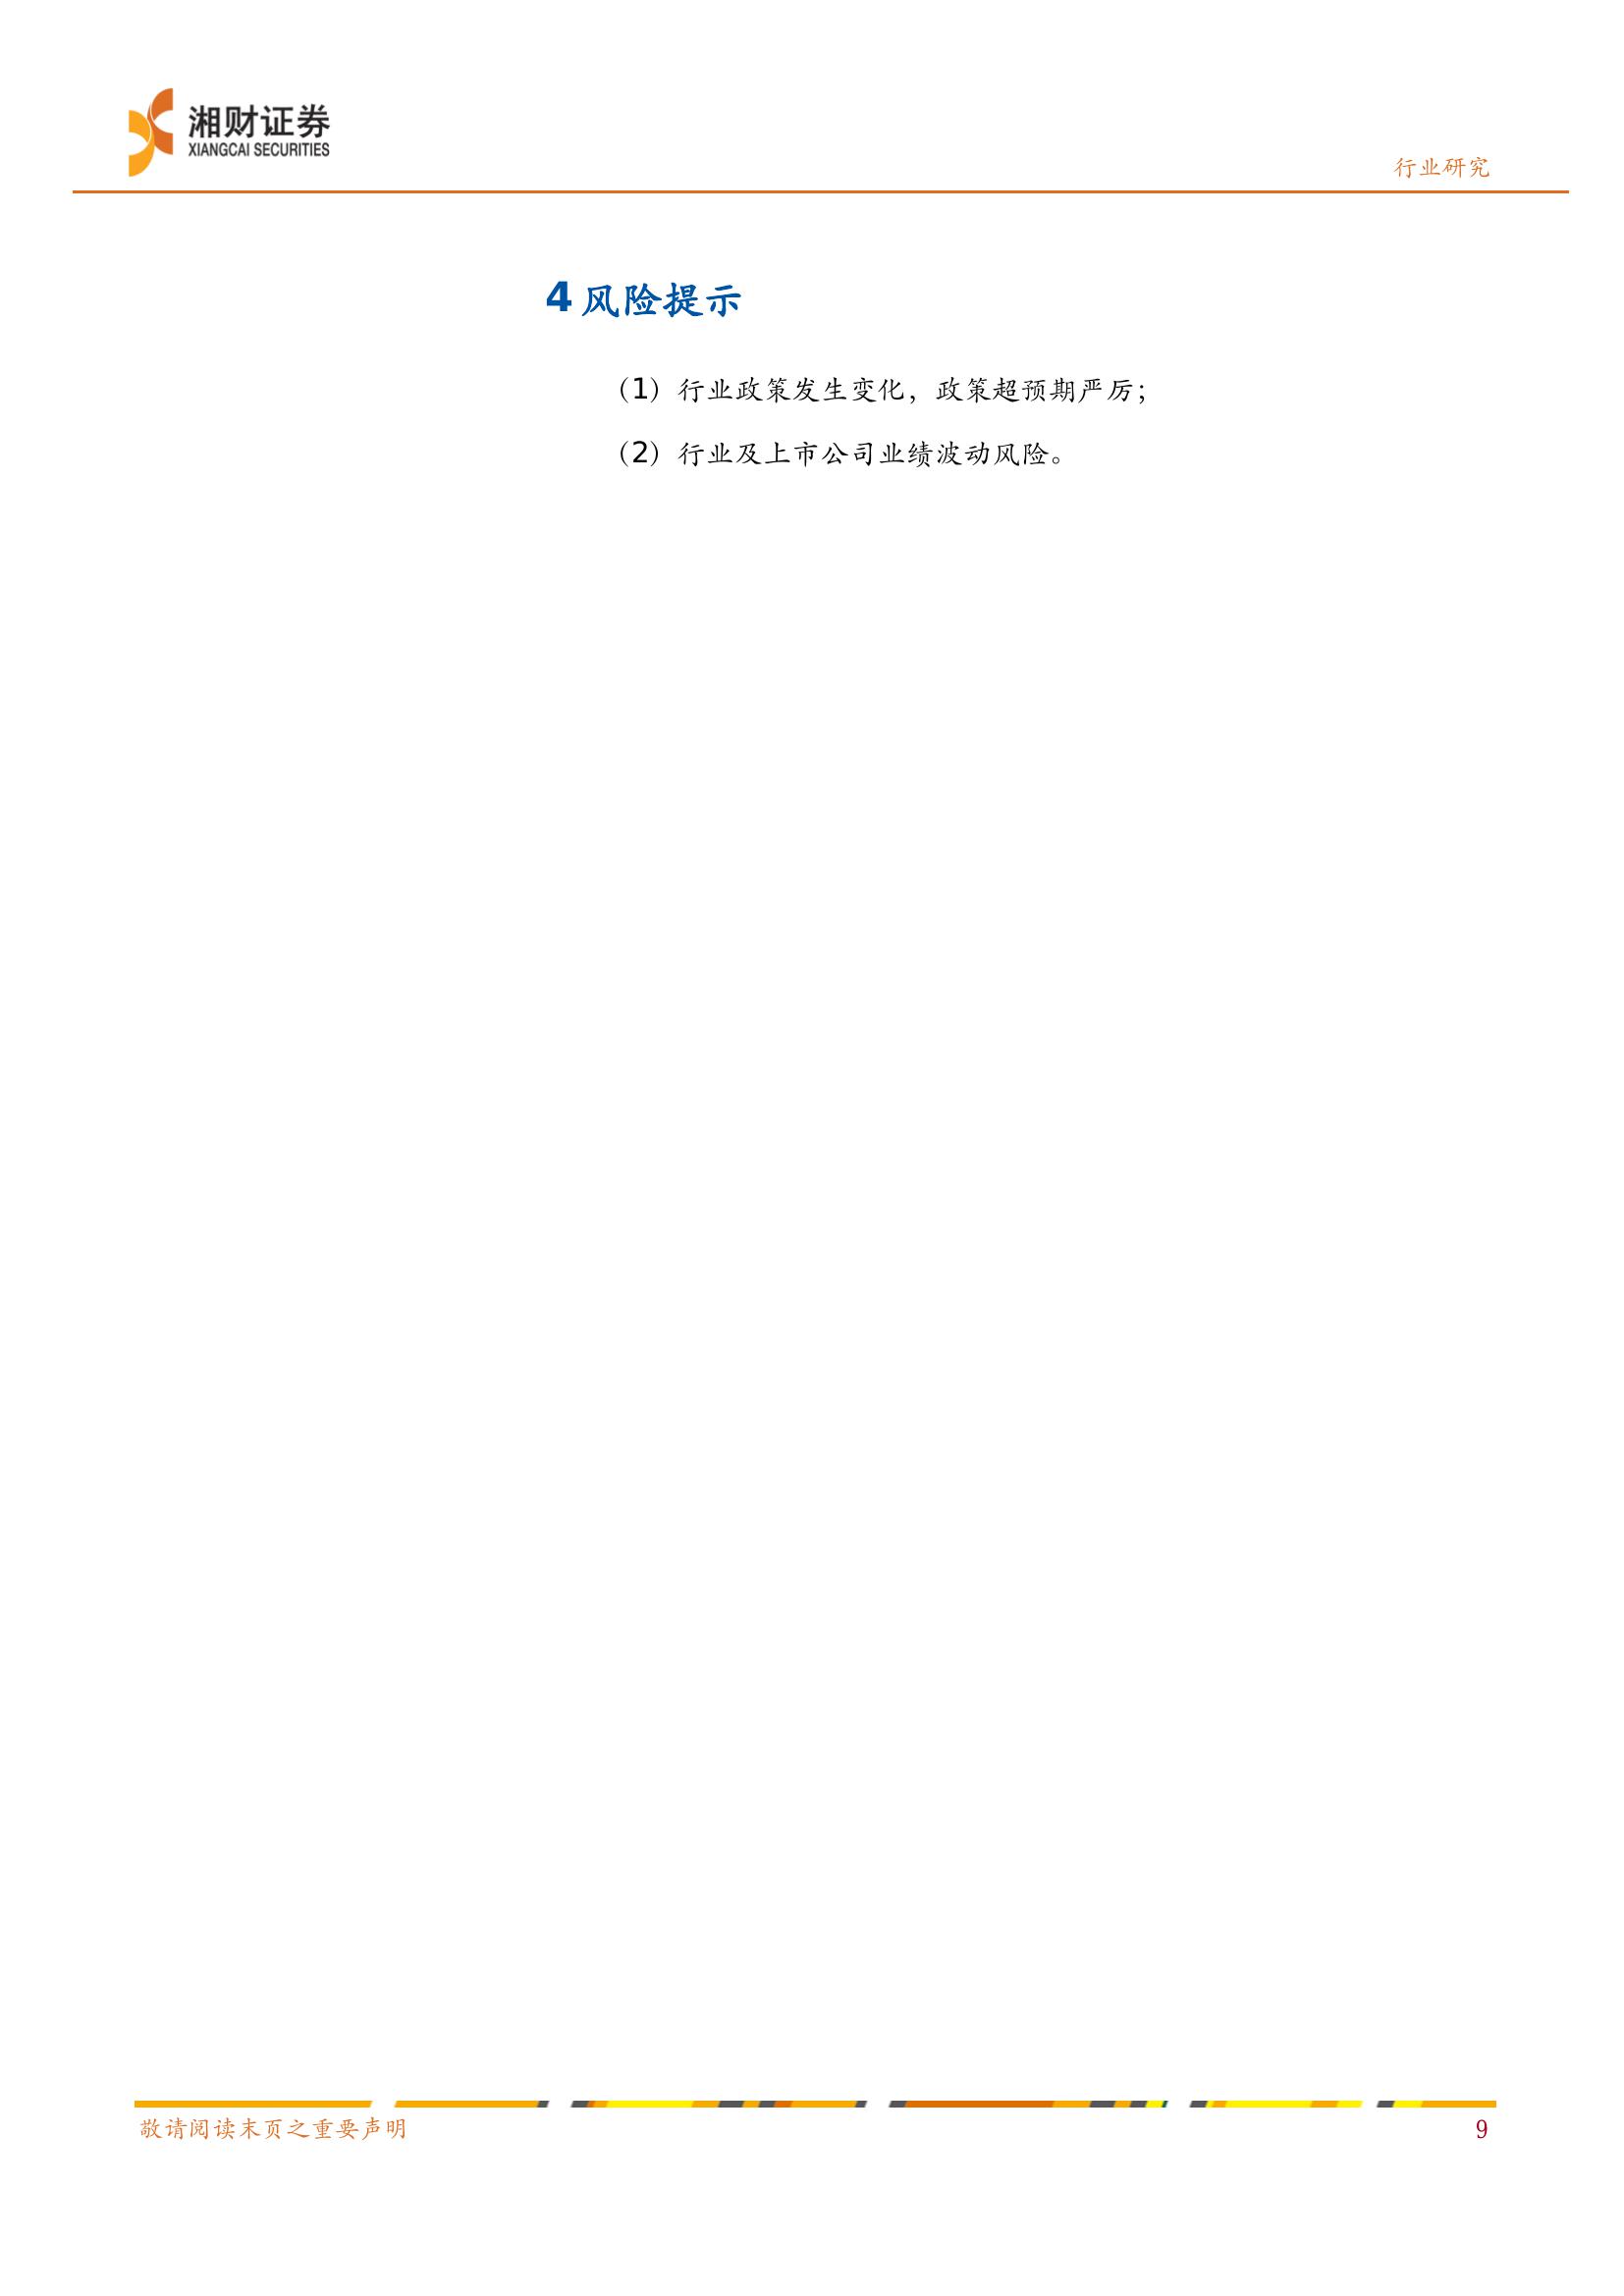 湘财证券
XIANGCAI SECURITIES
行业研究
4 风险提示
（1）行业政策发生变化，政策超预期严厉；
（2）行业及上市公司业绩波动风险。
敬请阅读末页之重要声明
9